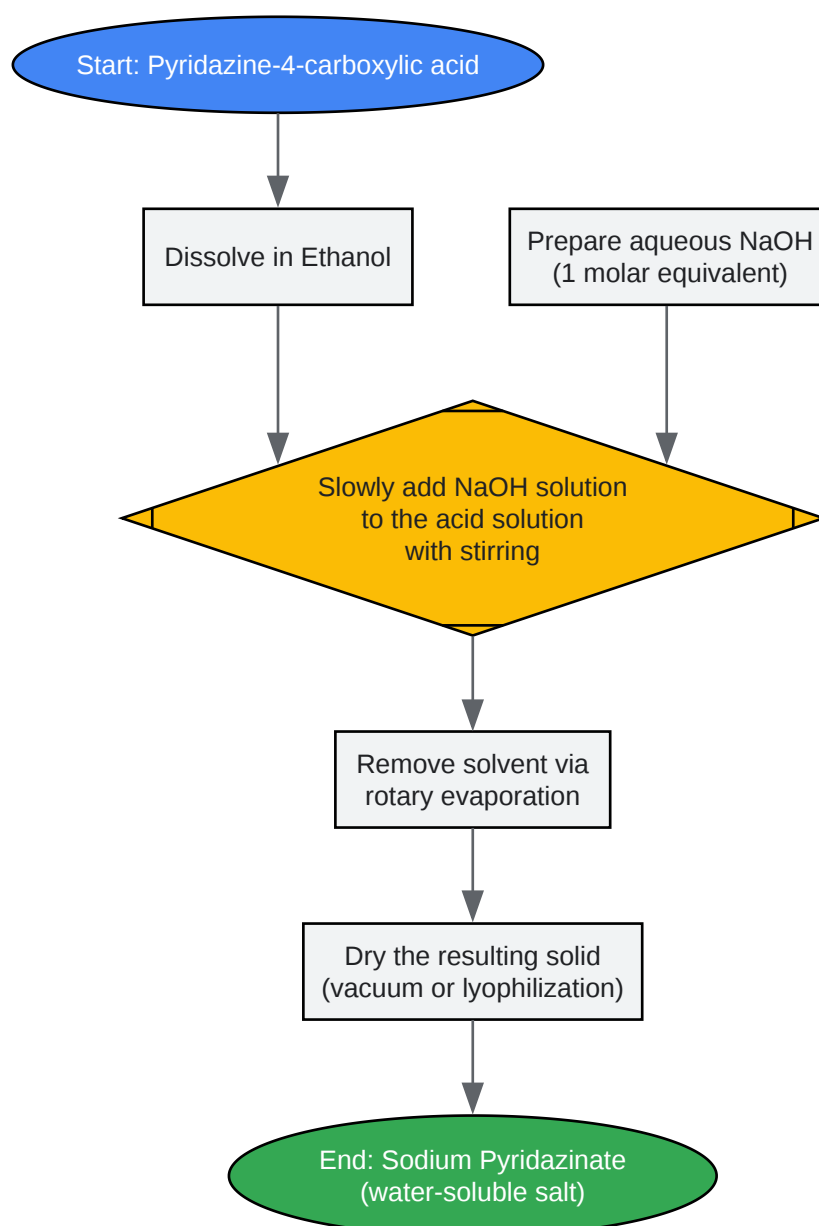 Start: Pyridazine-4-carboxylic acid
Dissolve in Ethanol
Prepare aqueous NaOH
(1 molar equivalent)
Slowly add NaOH solution
to the acid solution
with stirring
Remove solvent via
rotary evaporation
Dry the resulting solid
(vacuum or lyophilization)
End: Sodium Pyridazinate
(water-soluble salt)